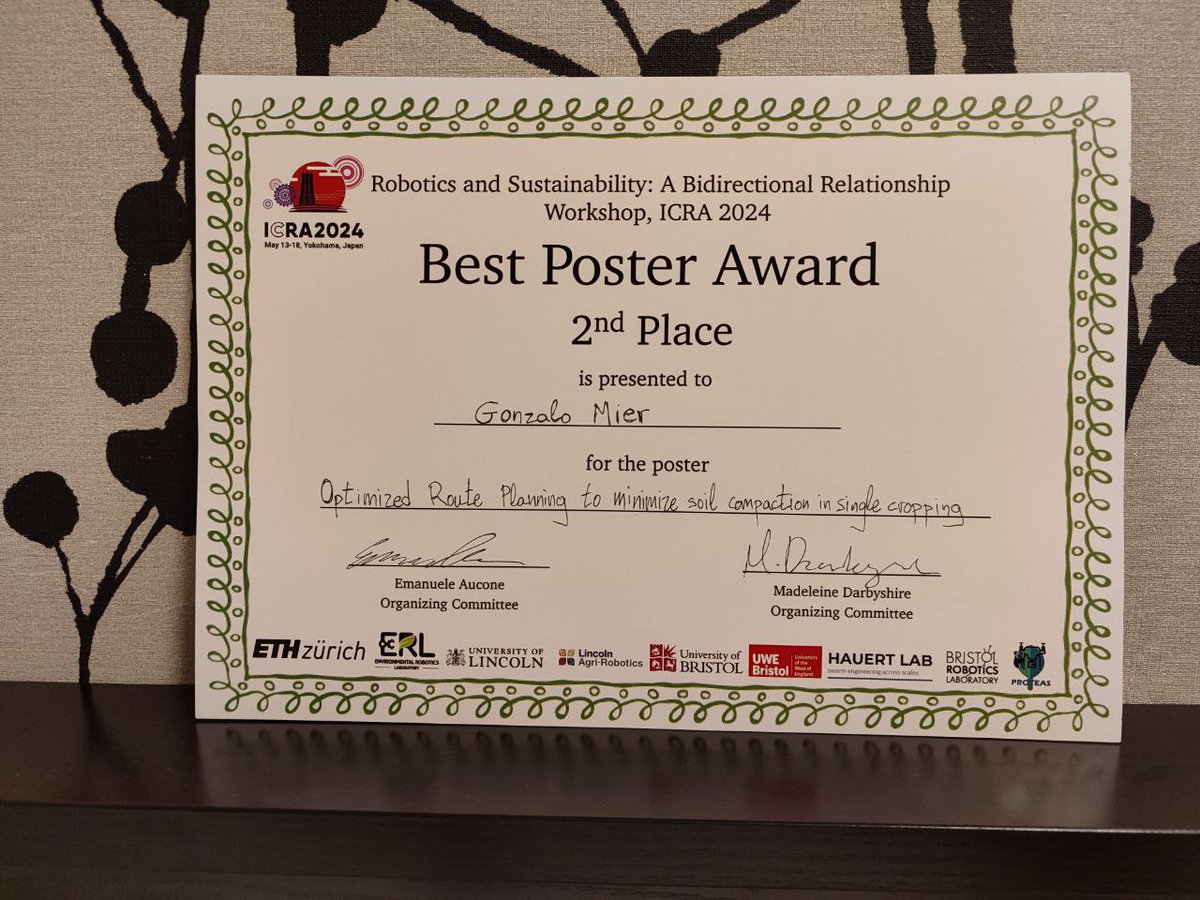 Robotics and Sustainability: A Bidirectional Relationship
Workshop, ICRA 2024
ICRA2024
May 13-18, Yokohama, Japan
Best Poster Award
2nd Place
is presented to
Gonzalo Mier
for the poster
Optimized Route Planning to minimize soil compaction in single cropping
M. Darbyshire
Emanuele Aucone
Organizing Committee
Madeleine Darbyshire
Organizing Committee
ETH zürich
ERL
ENVIRONMENTAL ROBOTICS
LABORATORY
UNIVERSITY OF
LINCOLN
Lincoln
Agri-Robotics
University of
BRISTOL
UWE
Bristol
University
of the
West of
England
HAUERT LAB
swarm engineering across scales
BRISTOL
ROBOTICS
LABORATORY
PROTEAS